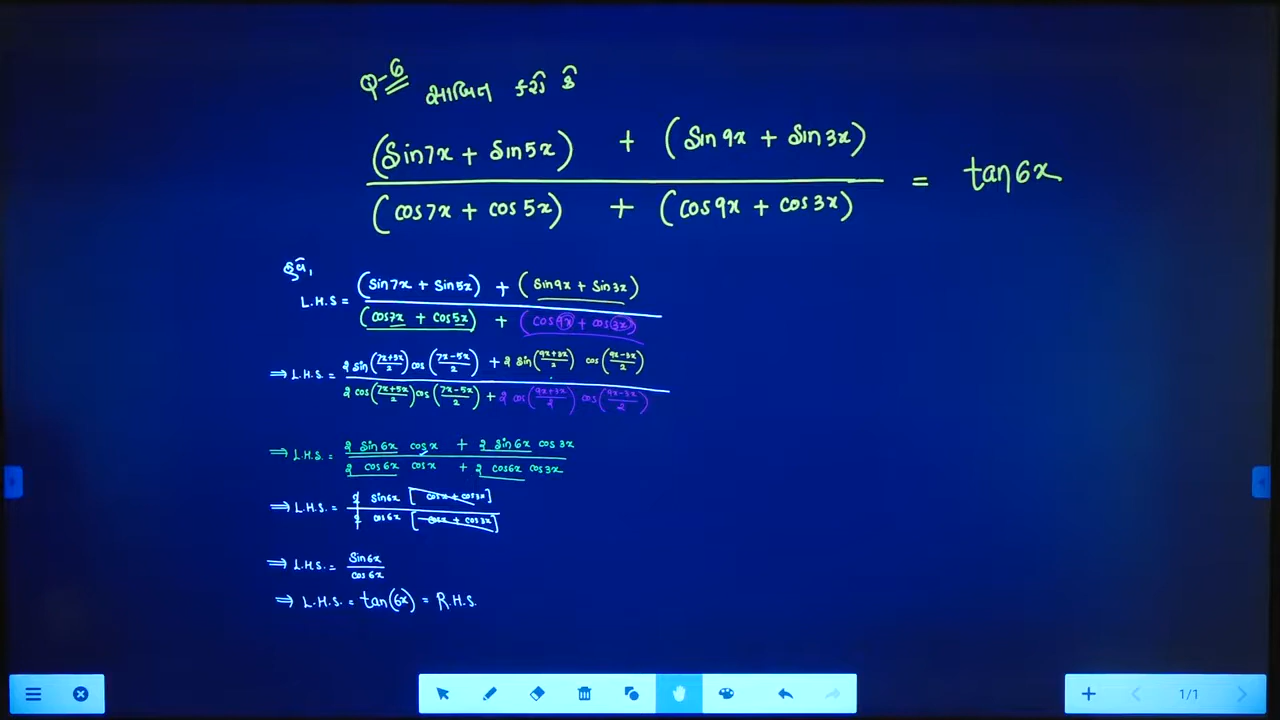 Q-6 સાબિત કરો કે
(sin7x + sin5x) + (sin9x + sin3x) / (cos7x + cos5x) + (cos9x + cos3x) = tan6x
L.H.S = (sin7x + sin5x) + (sin9x + sin3x) / (cos7x + cos5x) + (cos9x + cos3x)
⇒ L.H.S. = 2 sin((7x+5x)/2) cos((7x-5x)/2) + 2 sin((9x+3x)/2) cos((9x-3x)/2) / 2 cos((7x+5x)/2) cos((7x-5x)/2) + 2 cos((9x+3x)/2) cos((9x-3x)/2)
⇒ L.H.S. = 2 sin6x cosx + 2 sin6x cos3x / 2 cos6x cosx + 2 cos6x cos3x
⇒ L.H.S. = 2 sin6x [cosx + cos3x] / 2 cos6x [cosx + cos3x]
⇒ L.H.S. = sin6x / cos6x
⇒ L.H.S. = tan(6x) = R.H.S.
1/1